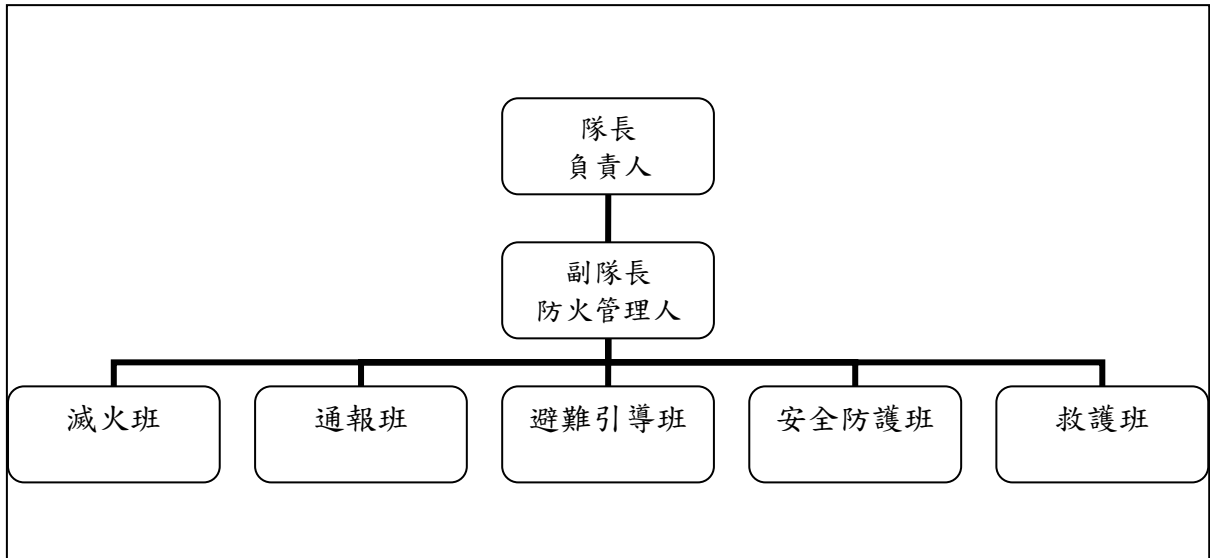 隊長
負責人
副隊長
防火管理人
滅火班
通報班
避難引導班
安全防護班
救護班